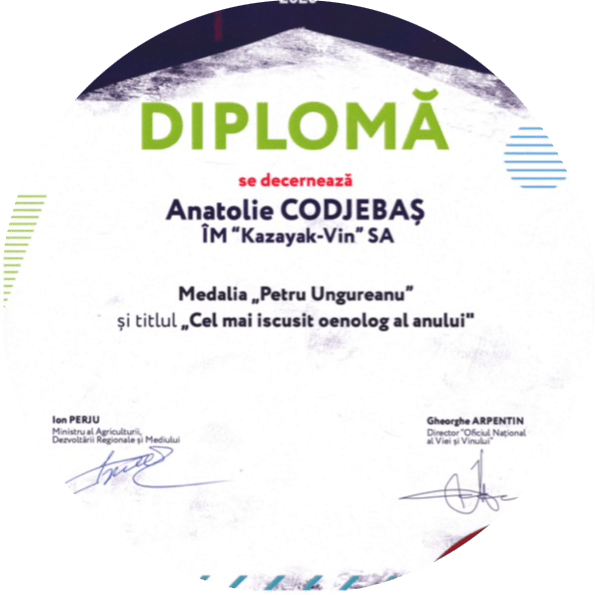 DIPLOMĂ
se decernează
Anatolie CODJEBAȘ
ÎM “Kazayak-Vin” SA
Medalia „Petru Ungureanu”
și titlul „Cel mai iscusit oenolog al anului"
Ion PERJU
Ministru al Agriculturii,
Dezvoltării Regionale și Mediului
Gheorghe ARPENTIN
Director “Oficiul Național
al Viei și Vinului”